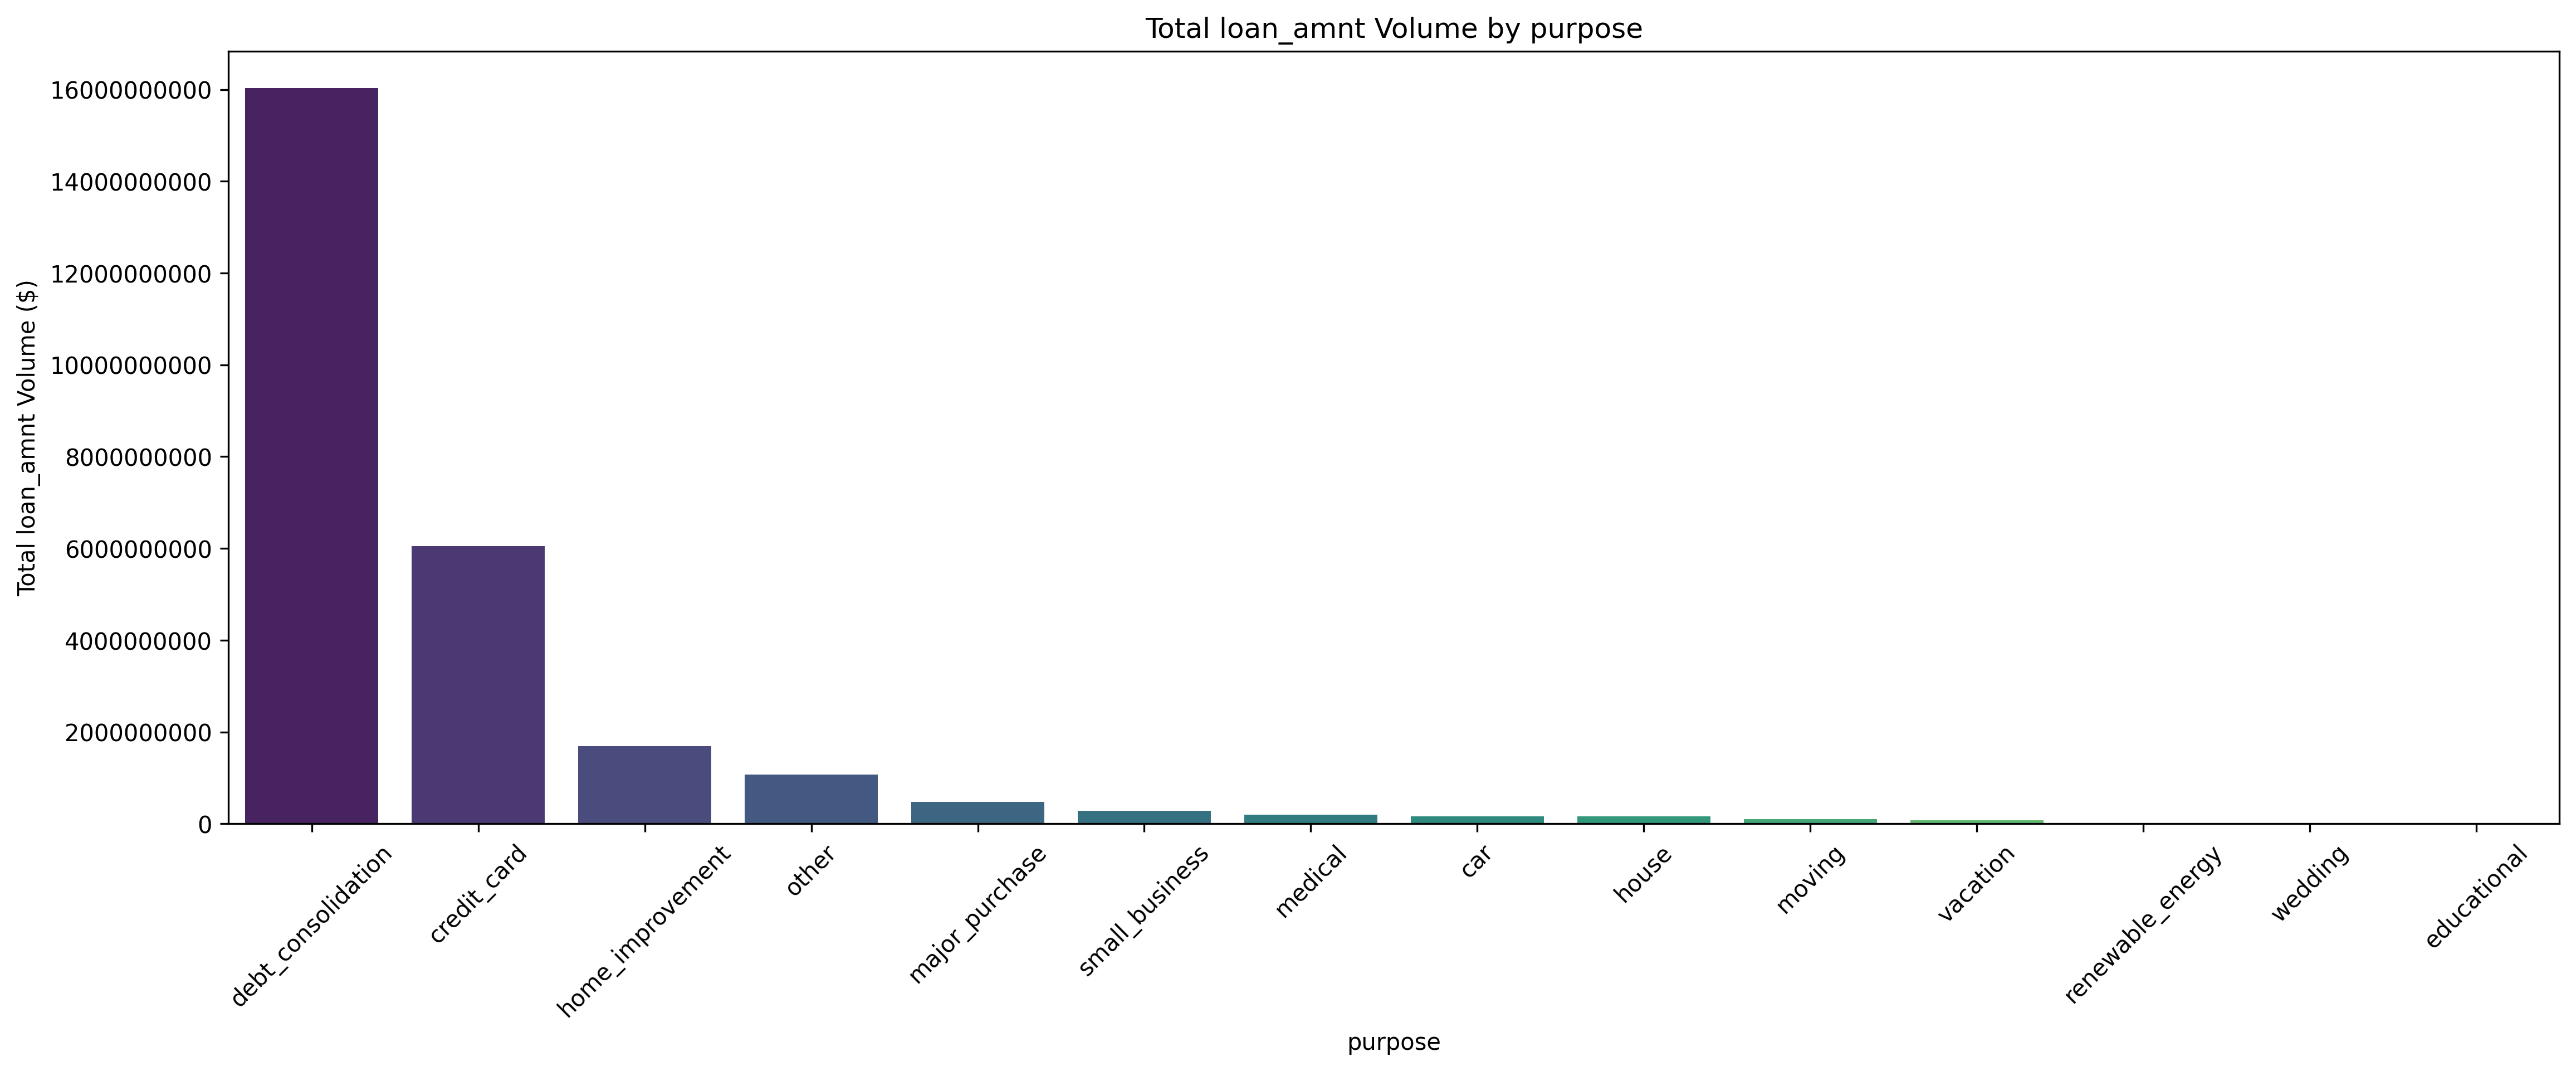 Total loan_amnt Volume by purpose
Total loan_amnt Volume ($)
16000000000
14000000000
12000000000
10000000000
8000000000
6000000000
4000000000
2000000000
0
debt_consolidation
credit_card
home_improvement
other
major_purchase
small_business
medical
car
house
moving
vacation
renewable_energy
wedding
educational
purpose